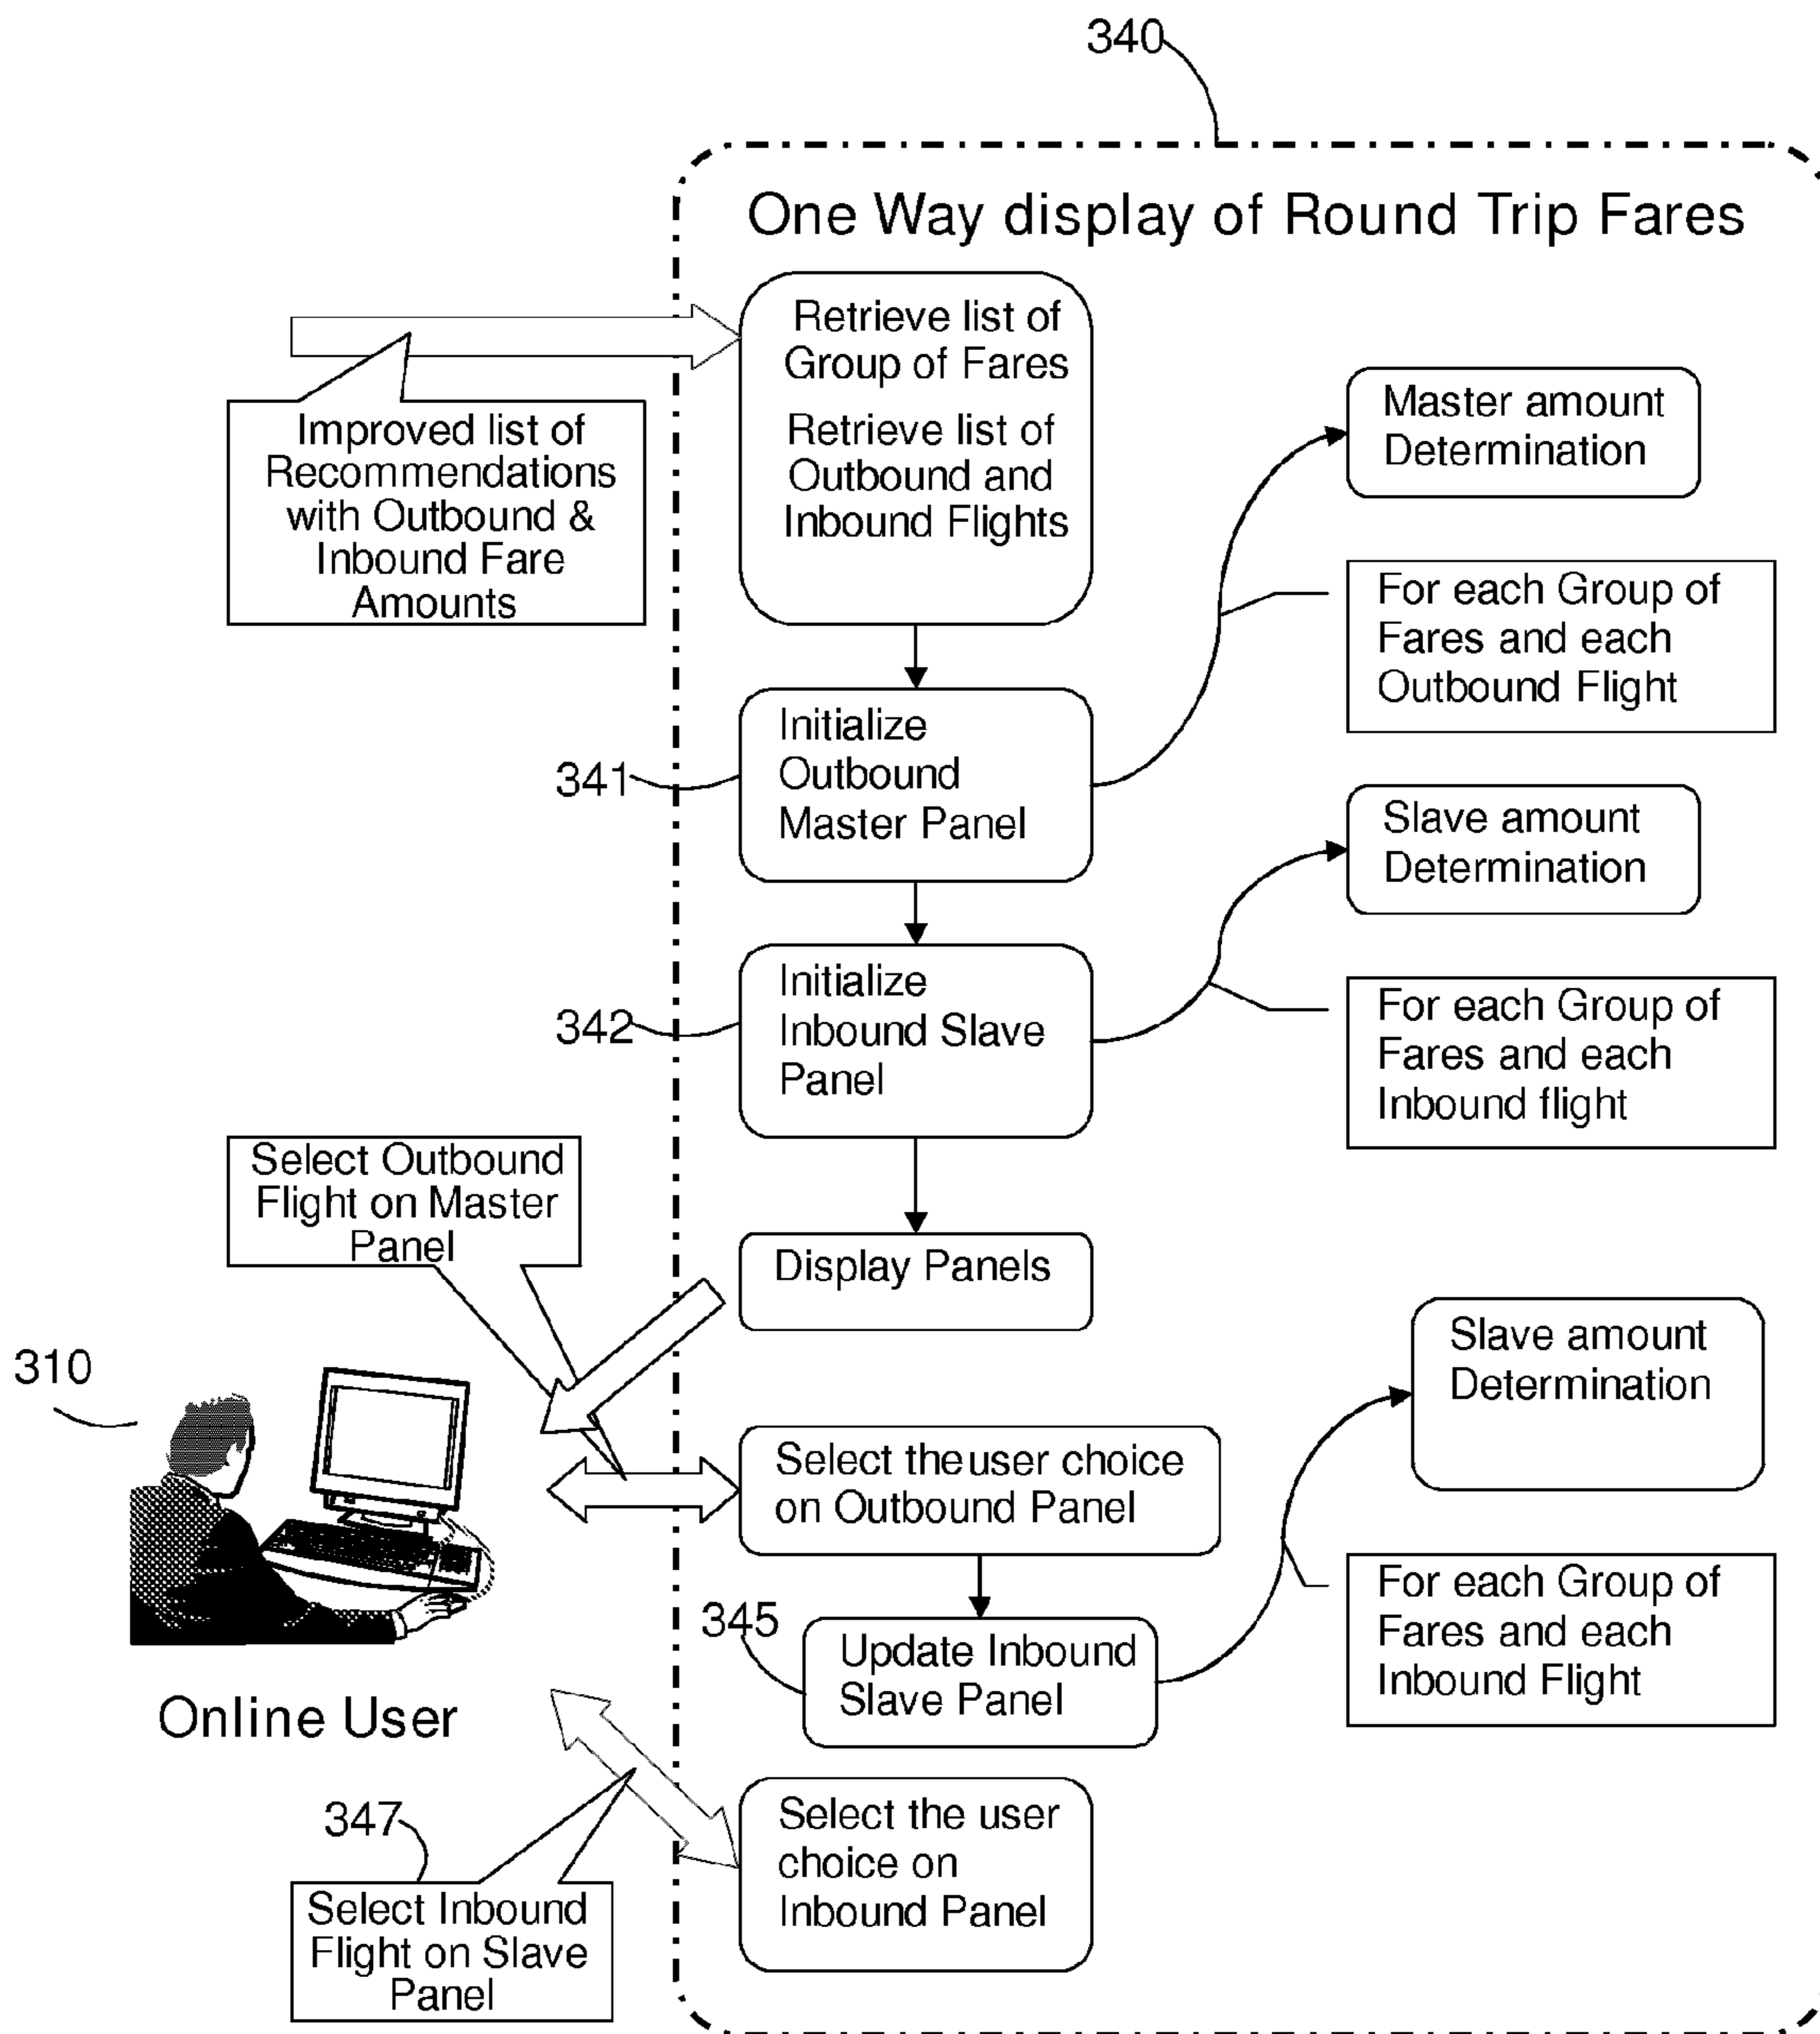 340
One Way display of Round Trip Fares
Retrieve list of
Group of Fares
Retrieve list of
Outbound and
Inbound Flights
Improved list of
Recommendations
with Outbound &
Inbound Fare
Amounts
Master amount
Determination
For each Group of
Fares and each
Outbound Flight
341
Initialize
Outbound
Master Panel
Slave amount
Determination
342
Initialize
Inbound Slave
Panel
For each Group of
Fares and each
Inbound flight
Select Outbound
Flight on Master
Panel
Display Panels
310
Slave amount
Determination
Select the user choice
on Outbound Panel
345
Update Inbound
Slave Panel
For each Group of
Fares and each
Inbound Flight
Online User
347
Select Inbound
Flight on Slave
Panel
Select the user
choice on
Inbound Panel